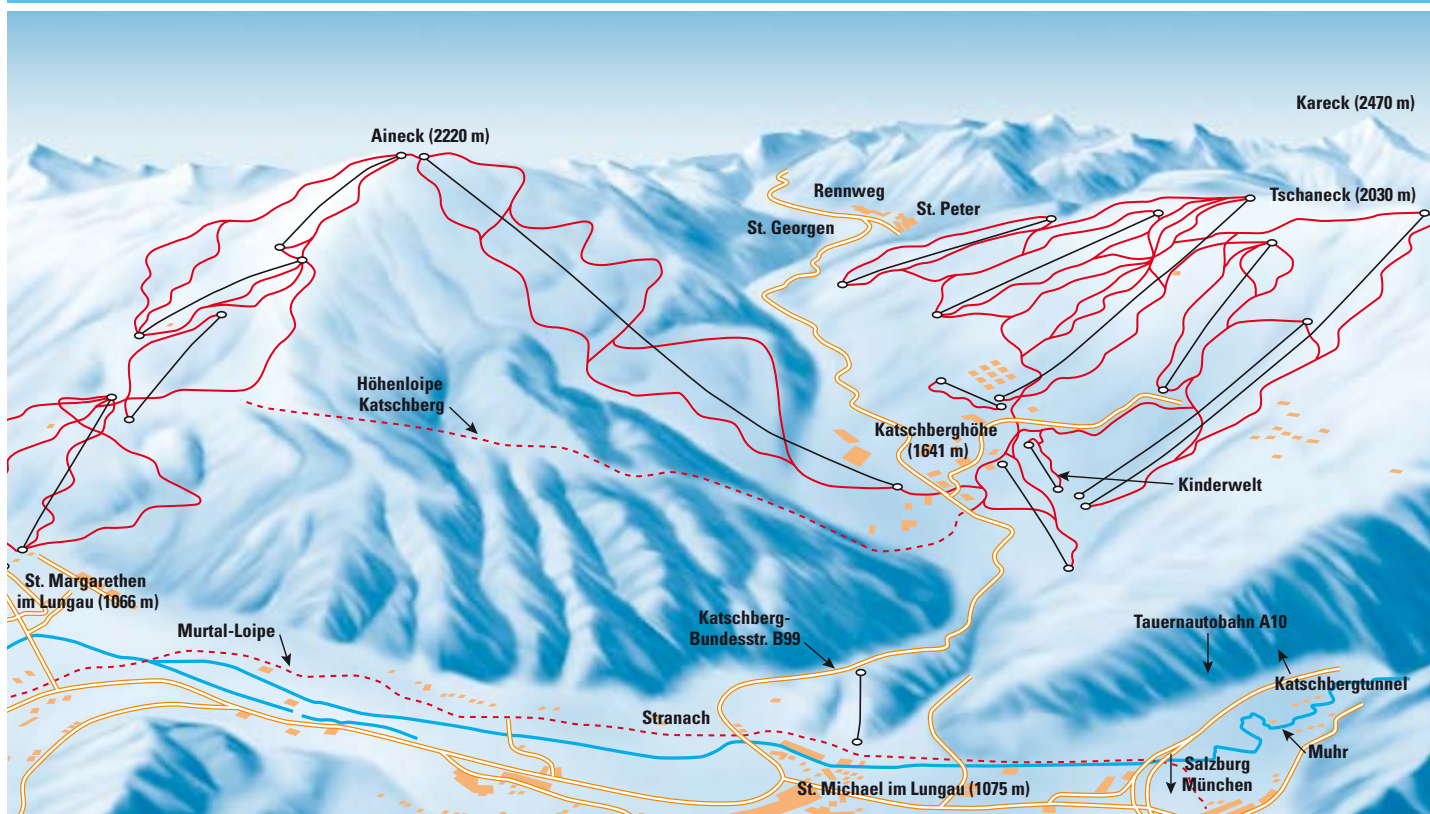 Kareck (2470 m)
Aineck (2220 m)
Rennweg
Tschaneck (2030 m)
St. Peter
St. Georgen
Höhenloipe
Katschberg
Katschberghöhe
(1641 m)
Kinderwelt
St. Margarethen
im Lungau (1066 m)
Murtal-Loipe
Katschberg-
Bundesstr. B99
Tauernautobahn A10
Katschbergtunnel
Stranach
Muhr
Salzburg
München
St. Michael im Lungau (1075 m)